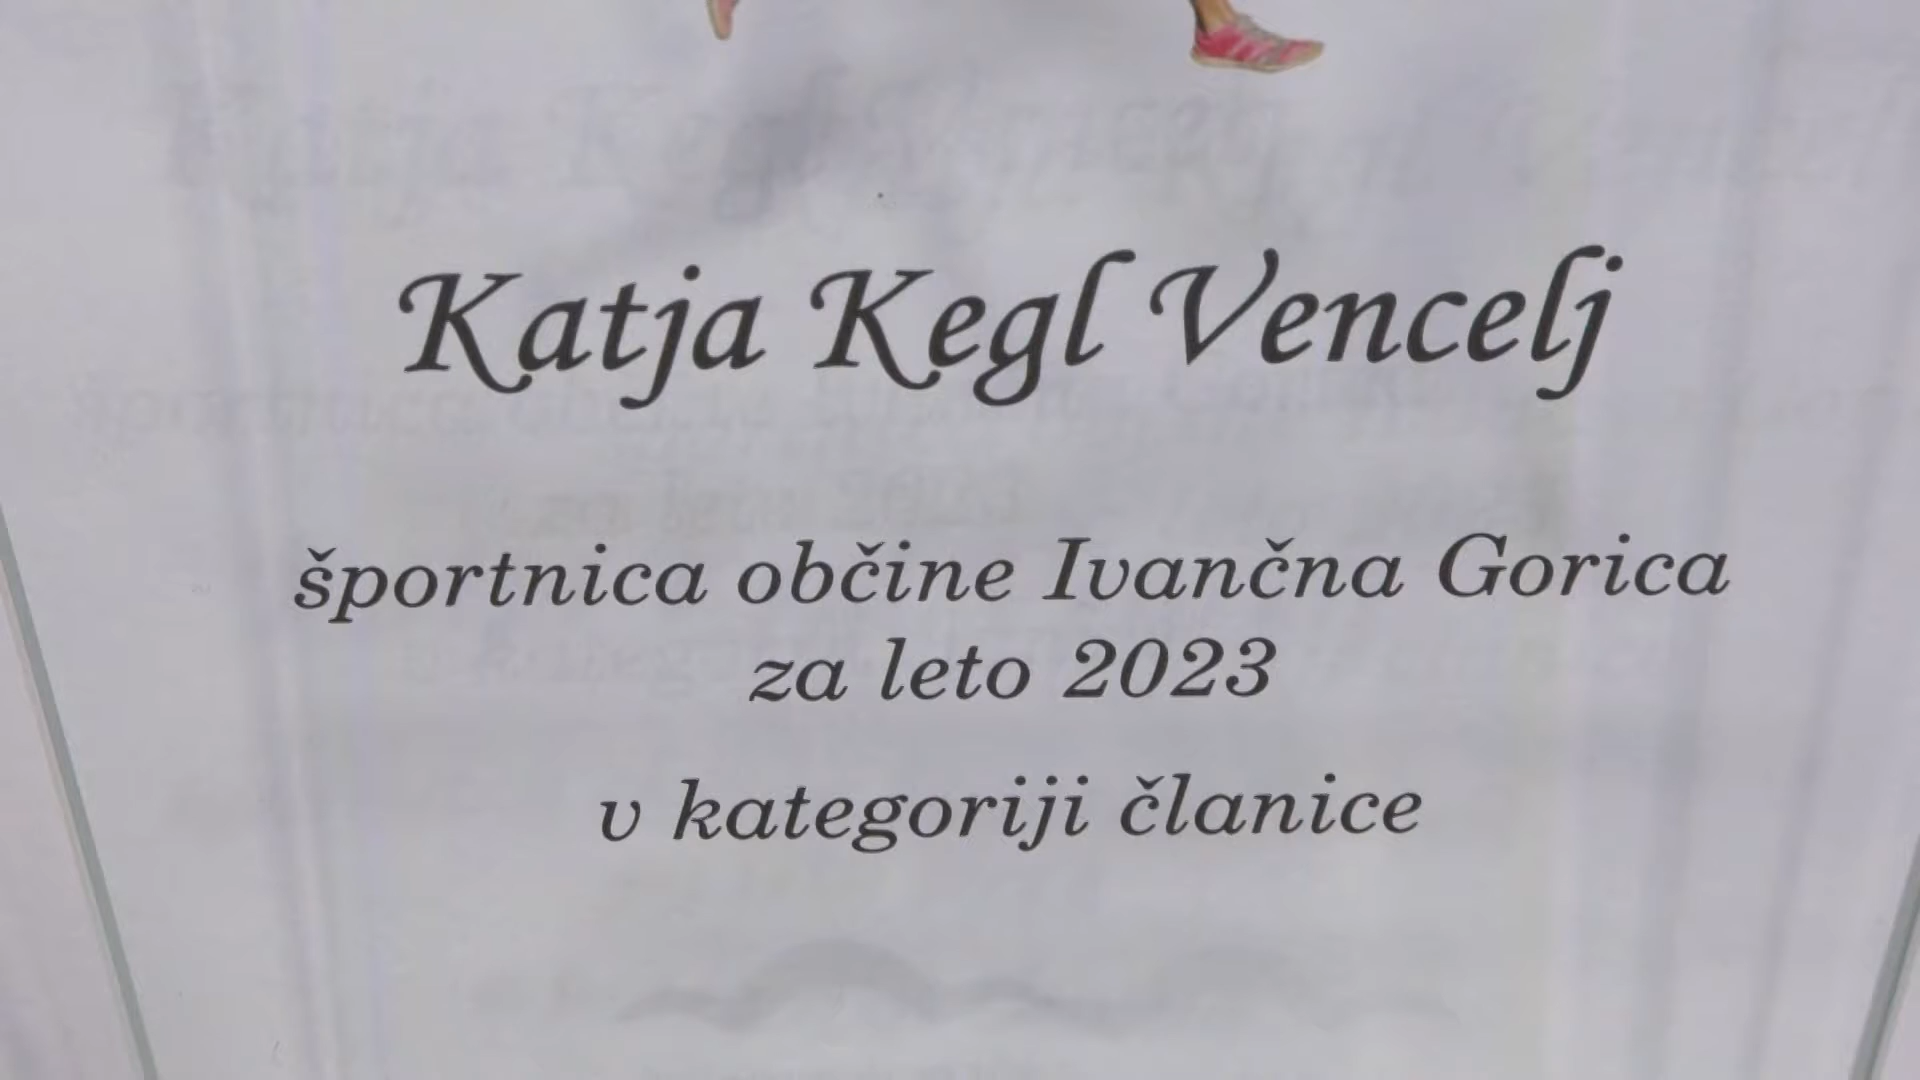 Katja Kegl Vencelj
športnica občine Ivančna Gorica
za leto 2023
v kategoriji članice